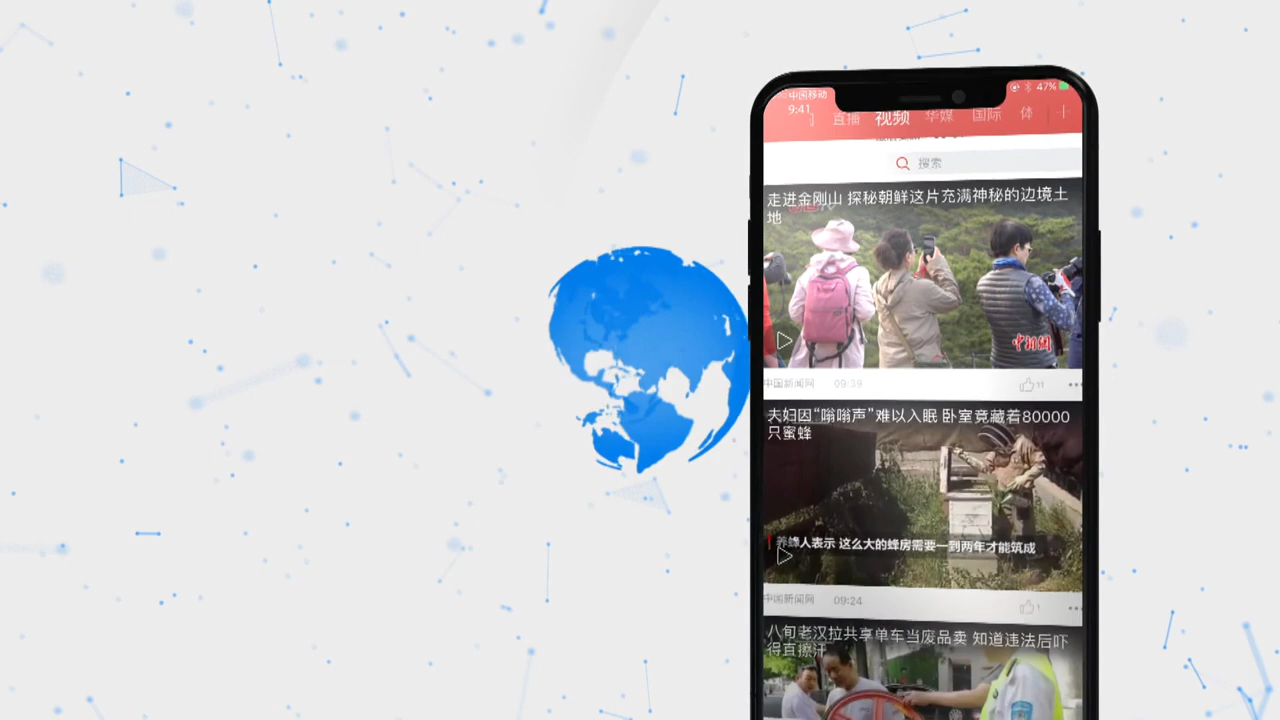 中国移动
47%
9:41
直播 视频 华媒 国际 体
搜索
走进金刚山 探秘朝鲜这片充满神秘的边境土
地
中新网
中国新闻网 09:39 11
夫妇因“嗡嗡声”难以入眠 卧室竟藏着80000
只蜜蜂
养蜂人表示 这么大的蜂房需要一到两年才能筑成
中国新闻网 09:24 1
八旬老汉拉共享单车当废品卖 知道违法后吓
得直擦汗